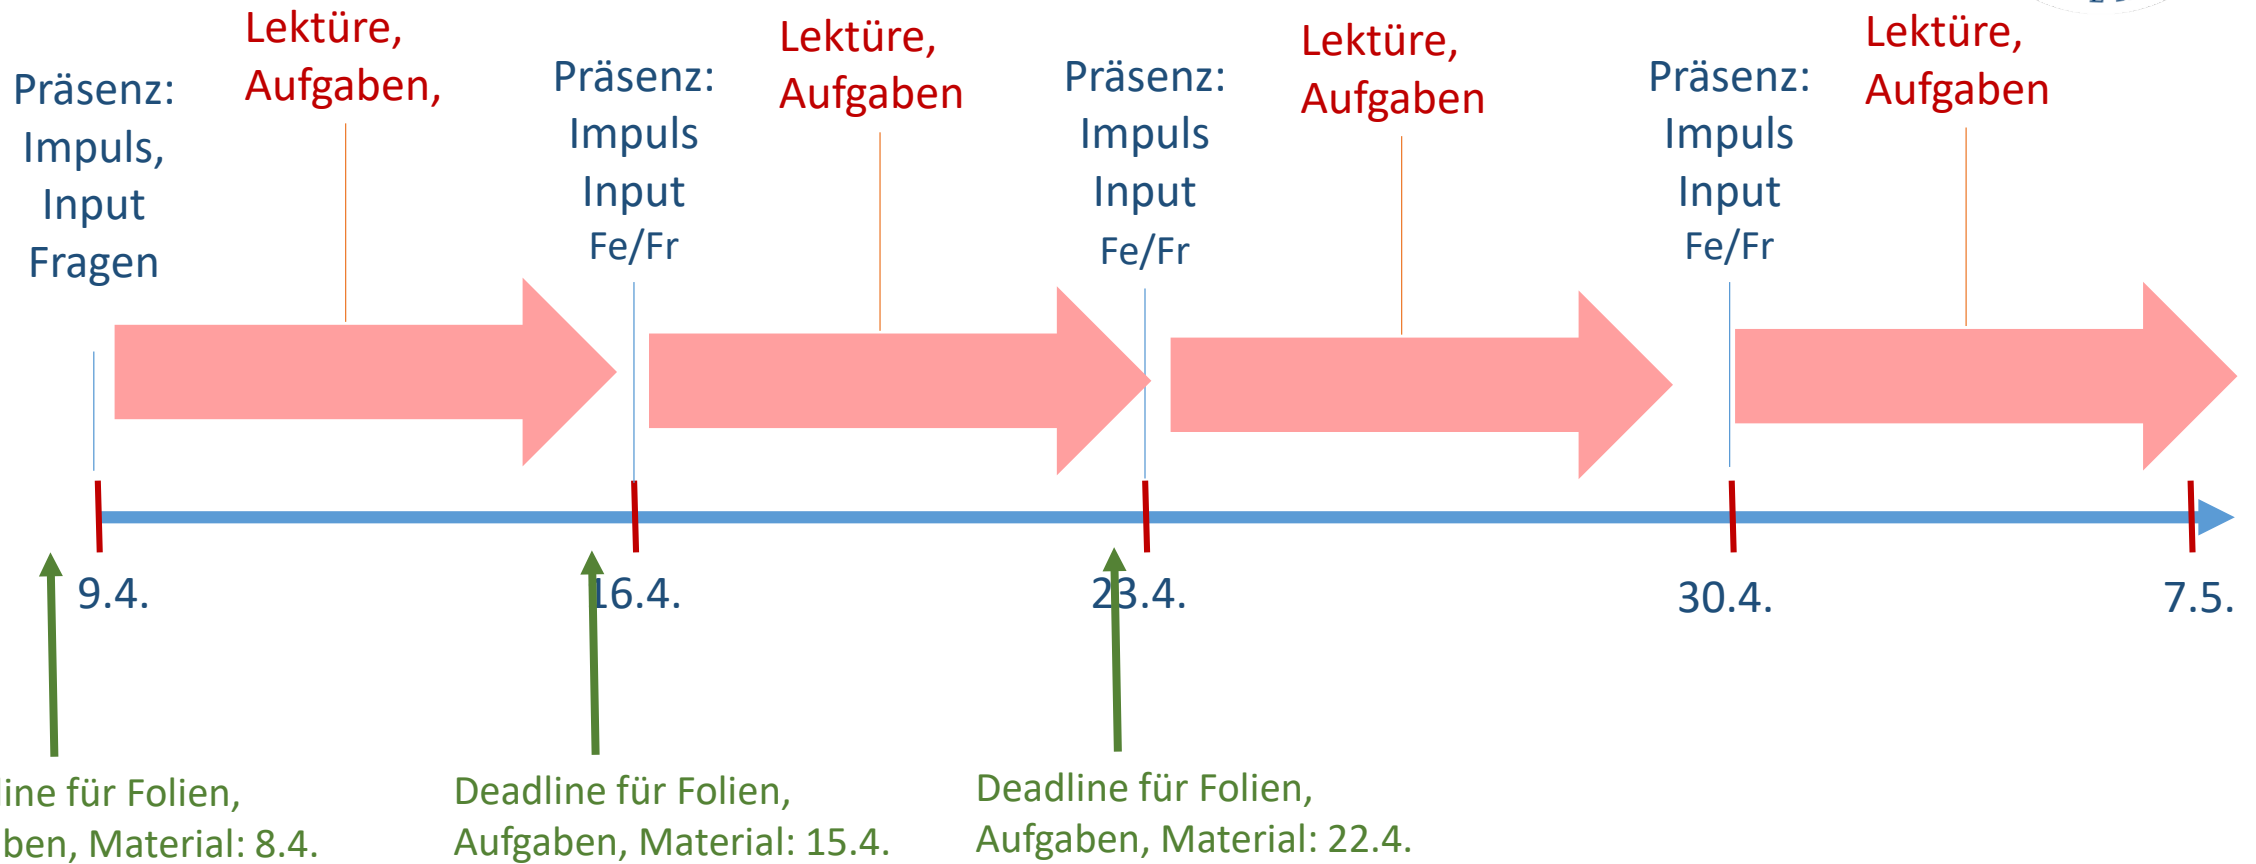 Präsenz:
Impuls,
Input
Fragen
Lektüre,
Aufgaben,
Präsenz:
Impuls
Input
Fe/Fr
Lektüre,
Aufgaben
Präsenz:
Impuls
Input
Fe/Fr
Lektüre,
Aufgaben
Präsenz:
Impuls
Input
Fe/Fr
Lektüre,
Aufgaben
9.4.
16.4.
23.4.
30.4.
7.5.
line für Folien,
ben, Material: 8.4.
Deadline für Folien,
Aufgaben, Material: 15.4.
Deadline für Folien,
Aufgaben, Material: 22.4.